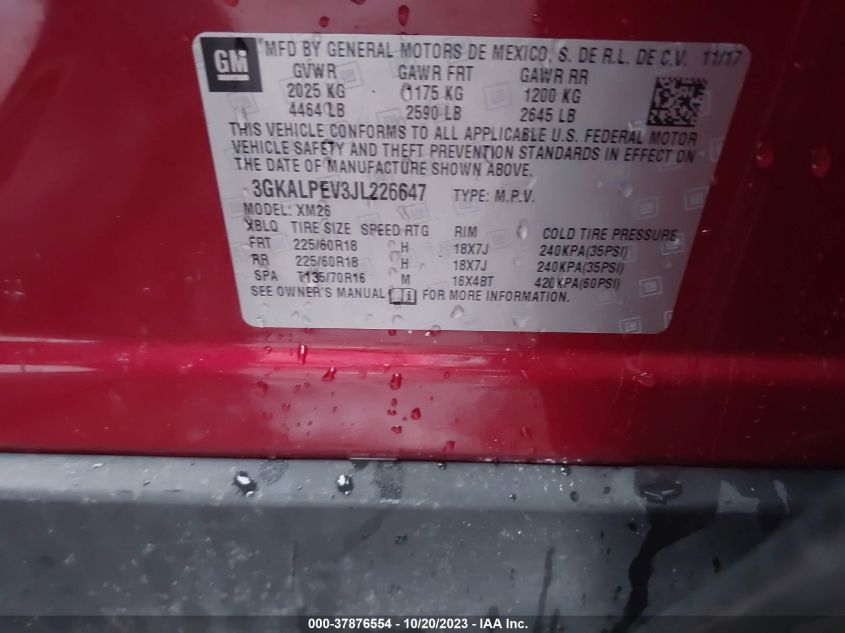 GM
MFD BY GENERAL MOTORS DE MEXICO, S. DE R.L. DE C.V. 11/17
GVWR GAWR FRT GAWR RR
2025 KG 1175 KG 1200 KG
4464 LB 2590 LB 2645 LB
THIS VEHICLE CONFORMS TO ALL APPLICABLE U.S. FEDERAL MOTOR
VEHICLE SAFETY AND THEFT PREVENTION STANDARDS IN EFFECT ON
THE DATE OF MANUFACTURE SHOWN ABOVE.
3GKALPEV3JL226647 TYPE: M.P.V.
MODEL: XM26
XBLQ TIRE SIZE SPEED RTG RIM COLD TIRE PRESSURE
FRT 225/60R18 H 18X7J 240KPA(35PSI)
RR 225/60R18 H 18X7J 240KPA(35PSI)
SPA T135/70R16 M 16X4BT 420KPA(60PSI)
SEE OWNER'S MANUAL FOR MORE INFORMATION.
000-37876554 / 10/20/2023 - IAA Inc.